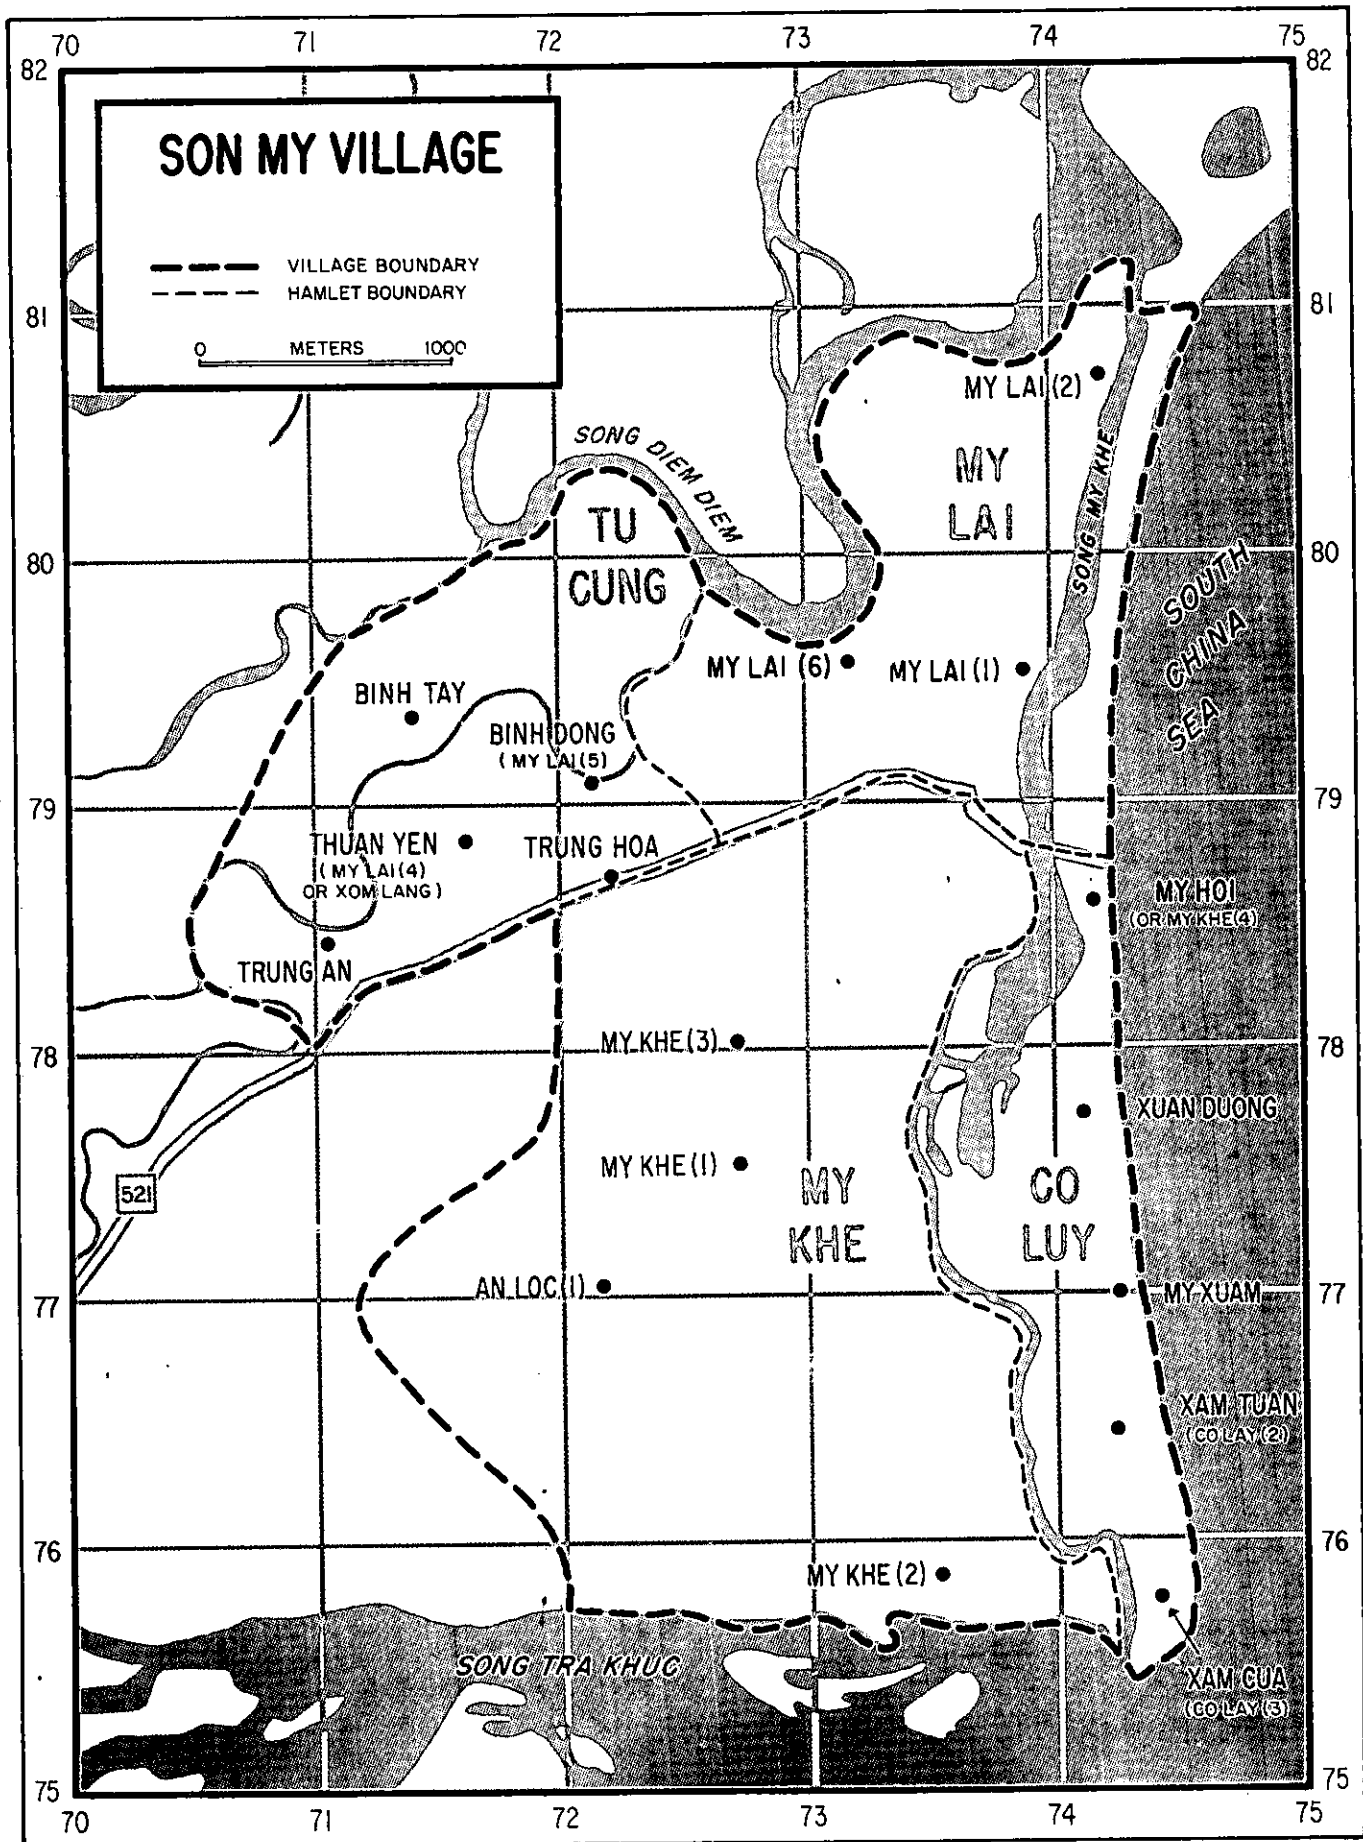 70 71 72 73 74 75
82 82
SON MY VILLAGE
VILLAGE BOUNDARY
HAMLET BOUNDARY
0 METERS 1000
81 81
MY LAI (2)
SONG DIEM DIEM
MY
LAI
SONG MY KHE
TU
CUNG
80 80
SOUTH
CHINA
SEA
MY LAI (6)
MY LAI (1)
BINH TAY
BINH DONG
(MY LAI (5)
79 79
THUAN YEN
(MY LAI (4)
OR XOM LANG)
TRUNG HOA
MY HOI
(OR MY KHE (4)
TRUNG AN
MY KHE (3)
78 78
XUAN DUONG
MY KHE (1)
521
MY
KHE
CO
LUY
AN LOC (1)
77 77
MY XUAM
XAM TUAN
(CO LAY (2)
76 76
MY KHE (2)
SONG TRA KHUC
XAM CUA
(CO LAY (3)
75 75
70 71 72 73 74 75